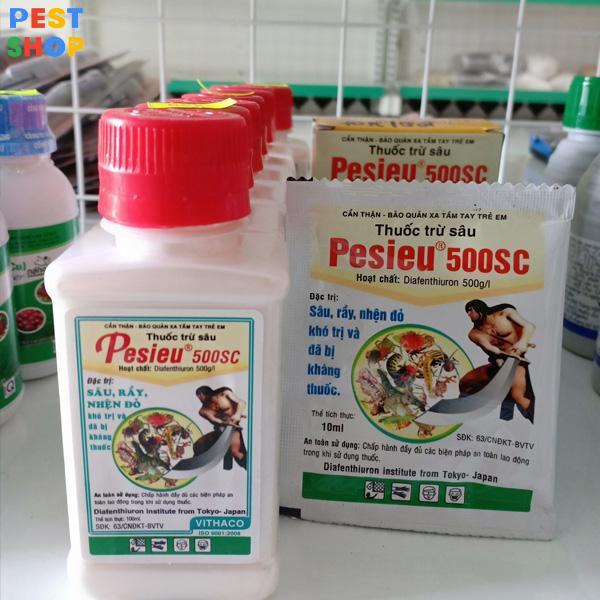 PEST
SHOP
CẨN THẬN - BẢO QUẢN XA TẦM TAY TRẺ EM
Thuốc trừ sâu
Pesieu® 500SC
CẨN THẬN - BẢO QUẢN XA TẦM TAY TRẺ EM
Thuốc trừ sâu
Pesieu® 500SC
Hoạt chất: Diafenthiuron 500g/l
Đặc trị:
Sâu, rầy, nhện đỏ
khó trị và
đã bị
kháng
thuốc.
Thể tích thực:
10ml
SĐK: 63/CNĐKT-BVTV
An toàn sử dụng: Chấp hành đầy đủ các biện pháp an toàn lao động
trong khi sử dụng thuốc.
Diafenthiuron institute from Tokyo- Japan
CẨN THẬN - BẢO QUẢN XA TẦM TAY TRẺ EM
Thuốc trừ sâu
Pesieu® 500SC
Hoạt chất: Diafenthiuron 500g/l
Đặc trị:
SÂU, RẦY,
NHỆN ĐỎ
khó trị và
đã bị
kháng
thuốc
An toàn sử dụng: Chấp hành đầy đủ các biện pháp an
toàn lao động trong khi sử dụng thuốc.
Thể tích thực: 100ml
Diafenthiuron institute from Tokyo- Japan
SĐK: 63/CNĐKT-BVTV
VITHACO
ISO 9001:2008